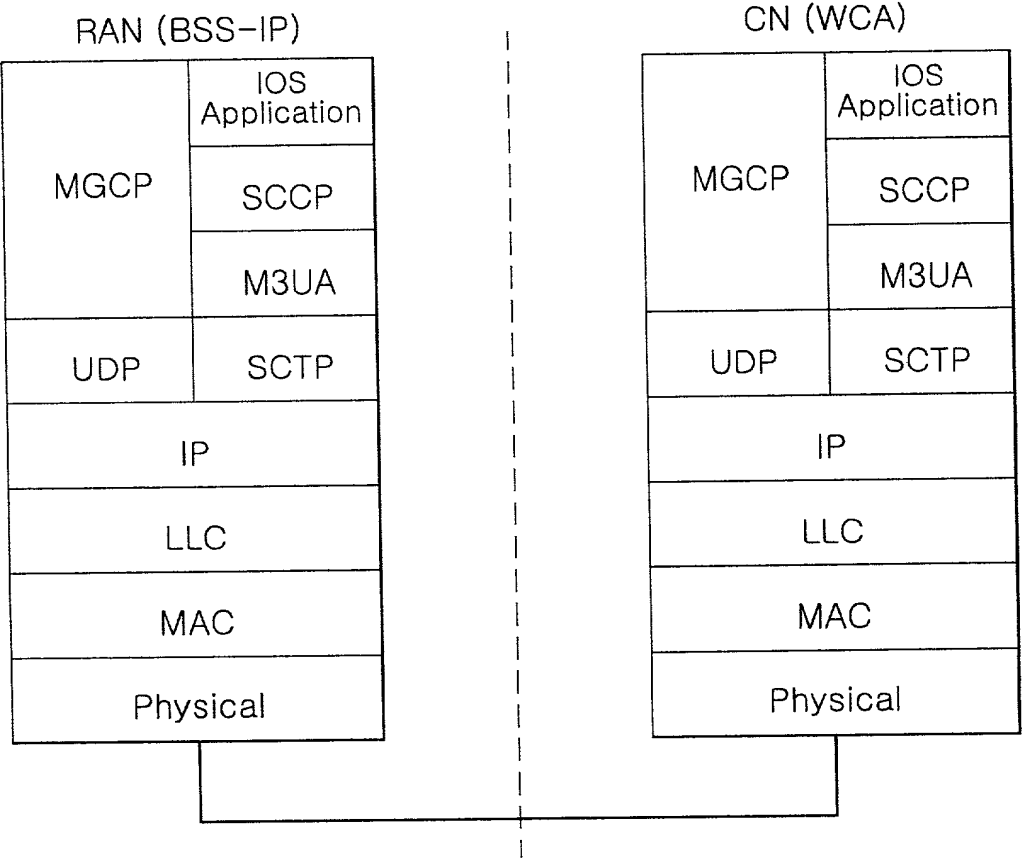 RAN (BSS-IP)
MGCP
IOS
Application
SCCP
M3UA
UDP
SCTP
IP
LLC
MAC
Physical
CN (WCA)
MGCP
IOS
Application
SCCP
M3UA
UDP
SCTP
IP
LLC
MAC
Physical